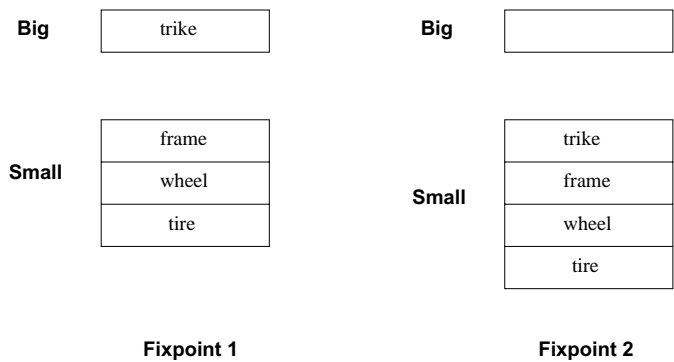 Big
trike
Small
frame
wheel
tire
Fixpoint 1
Big
Small
trike
frame
wheel
tire
Fixpoint 2